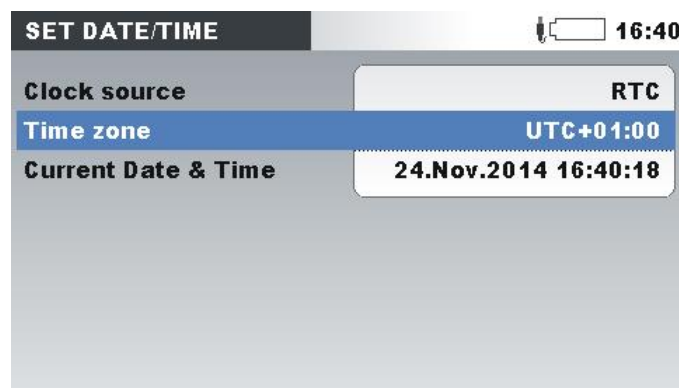 SET DATE/TIME 16:40
Clock source RTC
Time zone UTC+01:00
Current Date & Time 24.Nov.2014 16:40:18